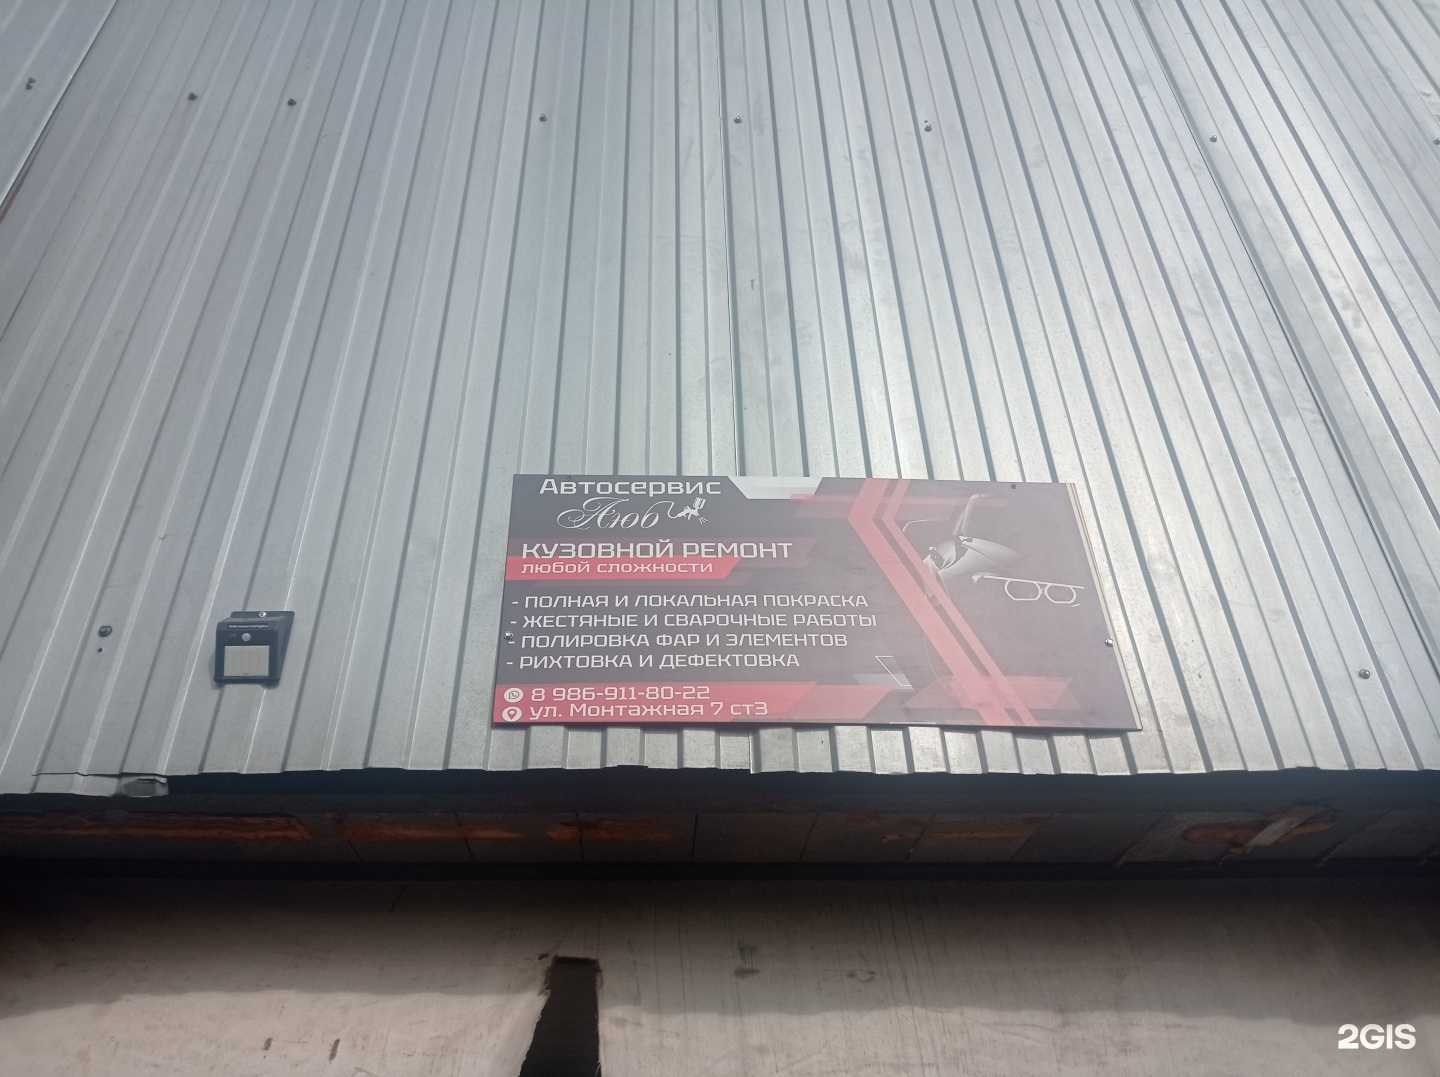 Автосервис
Аюб
КУЗОВНОЙ РЕМОНТ
ЛЮБОЙ СЛОЖНОСТИ
- ПОЛНАЯ И ЛОКАЛЬНАЯ ПОКРАСКА
- ЖЕСТЯНЫЕ И СВАРОЧНЫЕ РАБОТЫ
- ПОЛИРОВКА ФАР И ЭЛЕМЕНТОВ
- РИХТОВКА И ДЕФЕКТОВКА
8 986-911-80-22
ул. Монтажная 7 ст3
2GIS